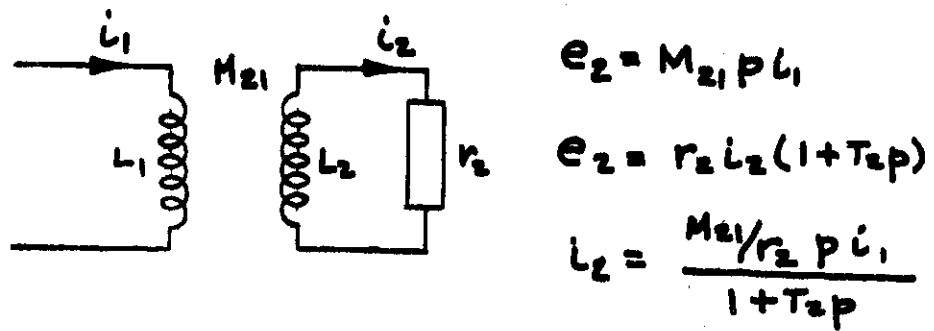 i₁ M₂₁ i₂
L₁ L₂ r₂
e₂ = M₂₁ p i₁
e₂ = r₂ i₂ (1 + T₂p)
i₂ = M₂₁/r₂ p i₁
1 + T₂p